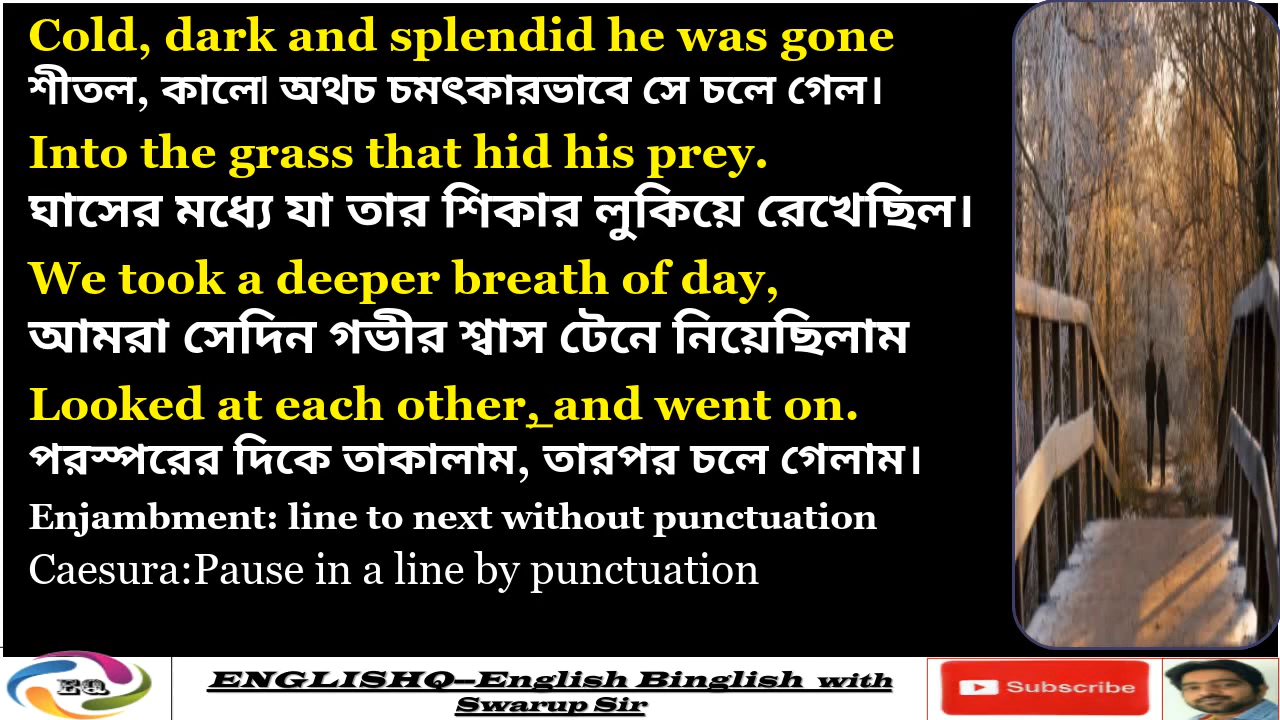 Cold, dark and splendid he was gone
শীতল, কালো অথচ চমৎকারভাবে সে চলে গেল।
Into the grass that hid his prey.
ঘাসের মধ্যে যা তার শিকার লুকিয়ে রেখেছিল।
We took a deeper breath of day,
আমরা সেদিন গভীর শ্বাস টেনে নিয়েছিলাম
Looked at each other, and went on.
পরস্পরের দিকে তাকালাম, তারপর চলে গেলাম।
Enjambment: line to next without punctuation
Caesura:Pause in a line by punctuation
EQ
ENGLISHQ—English Binglish with
Swarup Sir
Subscribe